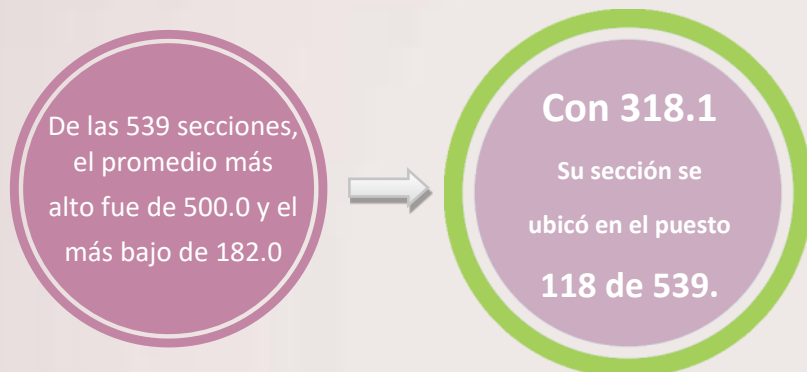 De las 539 secciones,
el promedio más
alto fue de 500.0 y el
más bajo de 182.0
Con 318.1
Su sección se
ubicó en el puesto
118 de 539.